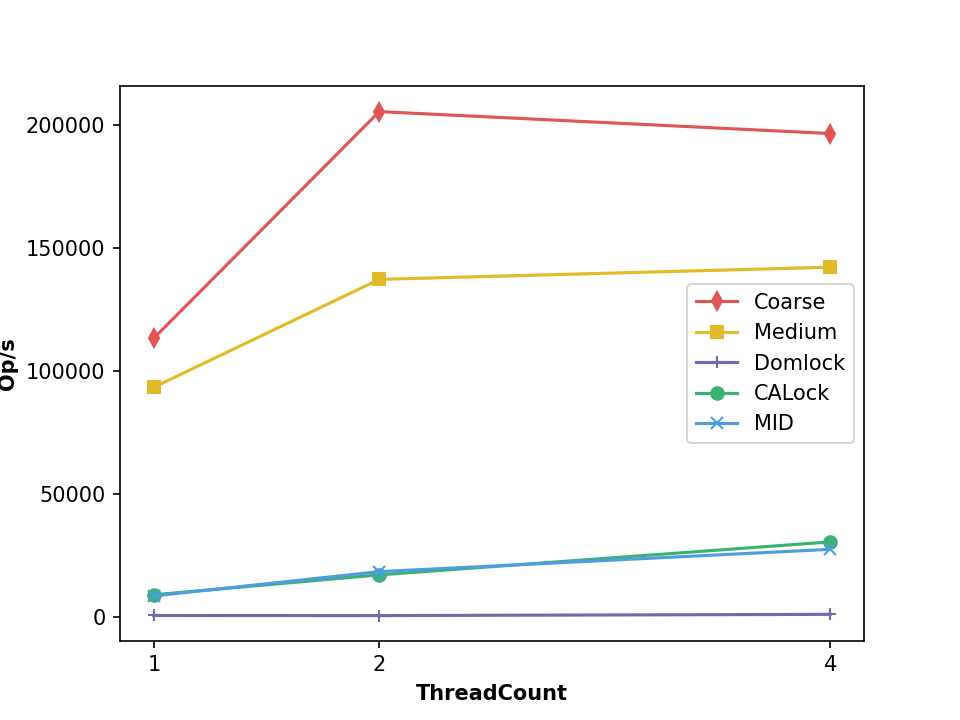 200000
150000
100000
50000
0
Op/s
1
2
4
ThreadCount
Coarse
Medium
Domlock
CALock
MID